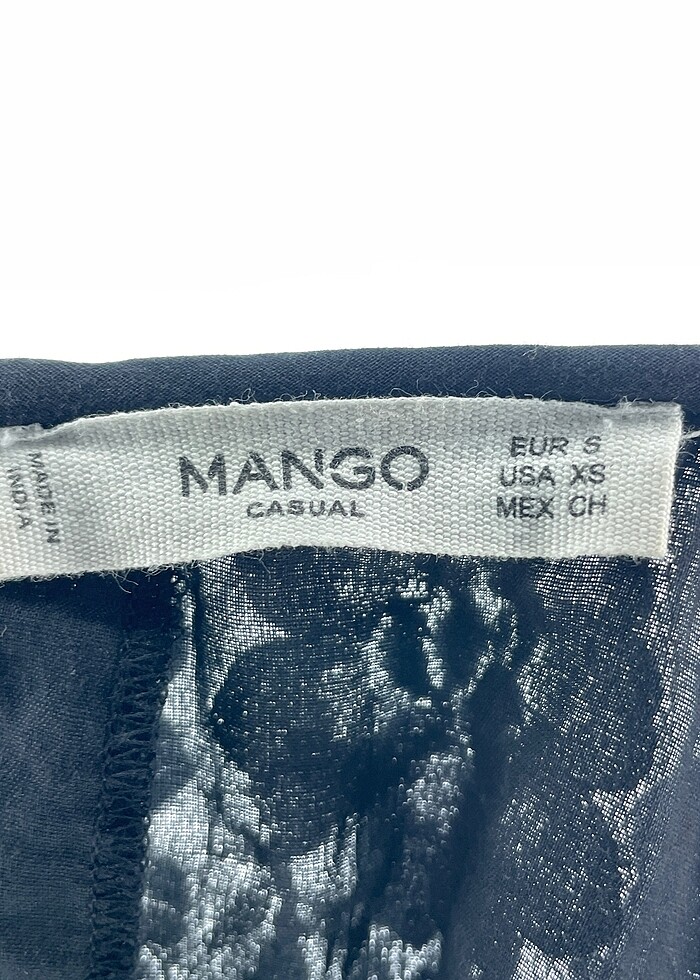 MADE IN
INDIA
MANGO
CASUAL
EUR S
USA XS
MEX CH